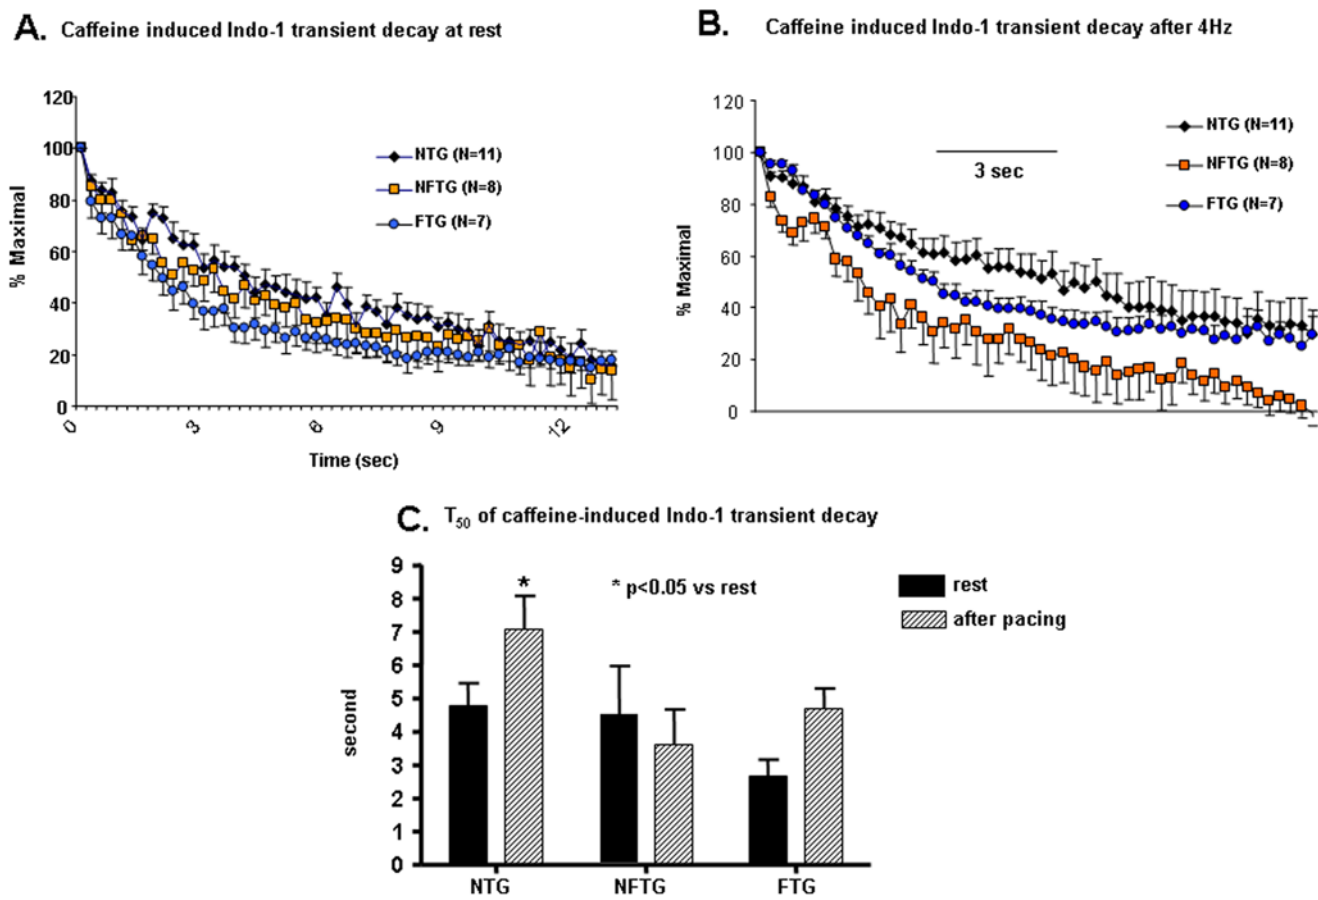 A. Caffeine induced Indo-1 transient decay at rest
120
100
80
60
40
20
0
% Maximal
NTG (N=11)
NFTG (N=8)
FTG (N=7)
0
3
6
9
12
Time (sec)
B. Caffeine induced Indo-1 transient decay after 4Hz
120
100
80
60
40
20
0
% Maximal
3 sec
NTG (N=11)
NFTG (N=8)
FTG (N=7)
C. T50 of caffeine-induced Indo-1 transient decay
9
8
7
6
5
4
3
2
1
0
second
*
* p<0.05 vs rest
rest
after pacing
NTG
NFTG
FTG